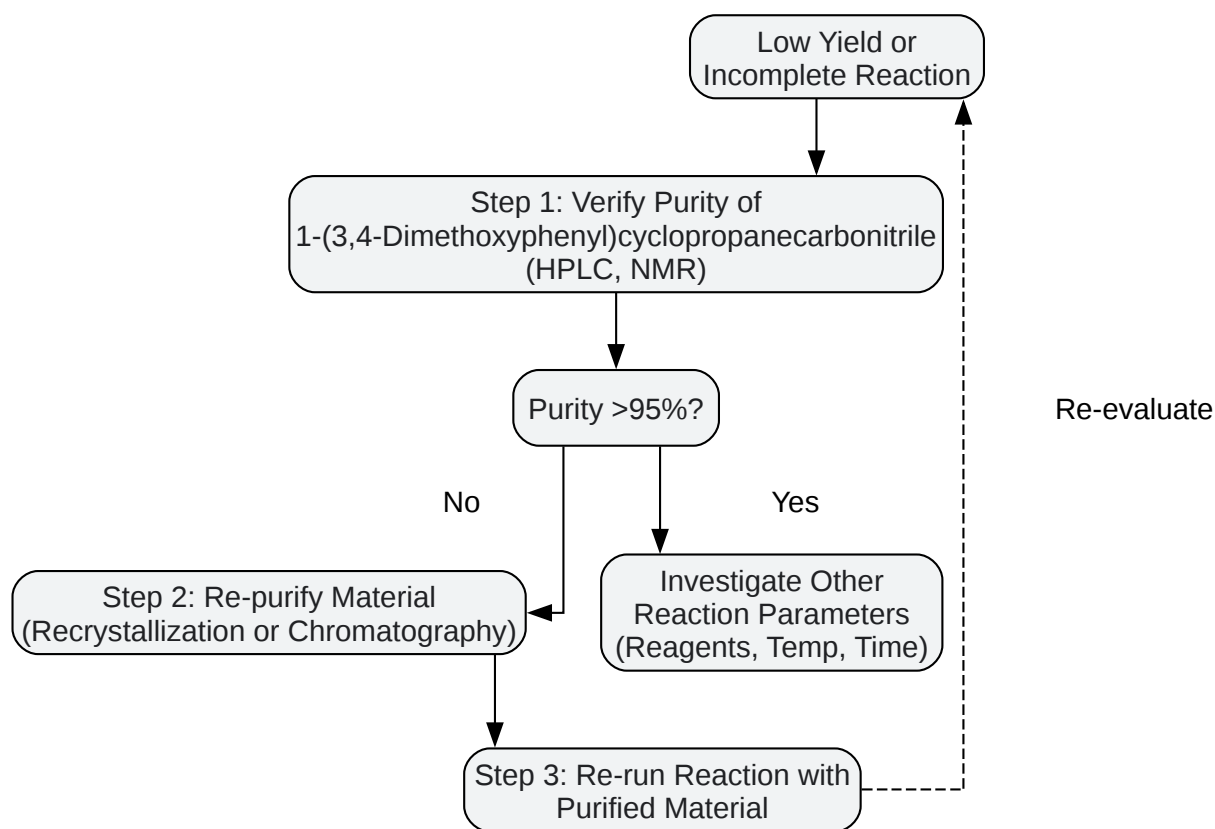 Low Yield or
Incomplete Reaction
Step 1: Verify Purity of
1-(3,4-Dimethoxyphenyl)cyclopropanecarbonitrile
(HPLC, NMR)
Purity >95%?
Re-evaluate
No
Yes
Step 2: Re-purify Material
(Recrystallization or Chromatography)
Investigate Other
Reaction Parameters
(Reagents, Temp, Time)
Step 3: Re-run Reaction with
Purified Material